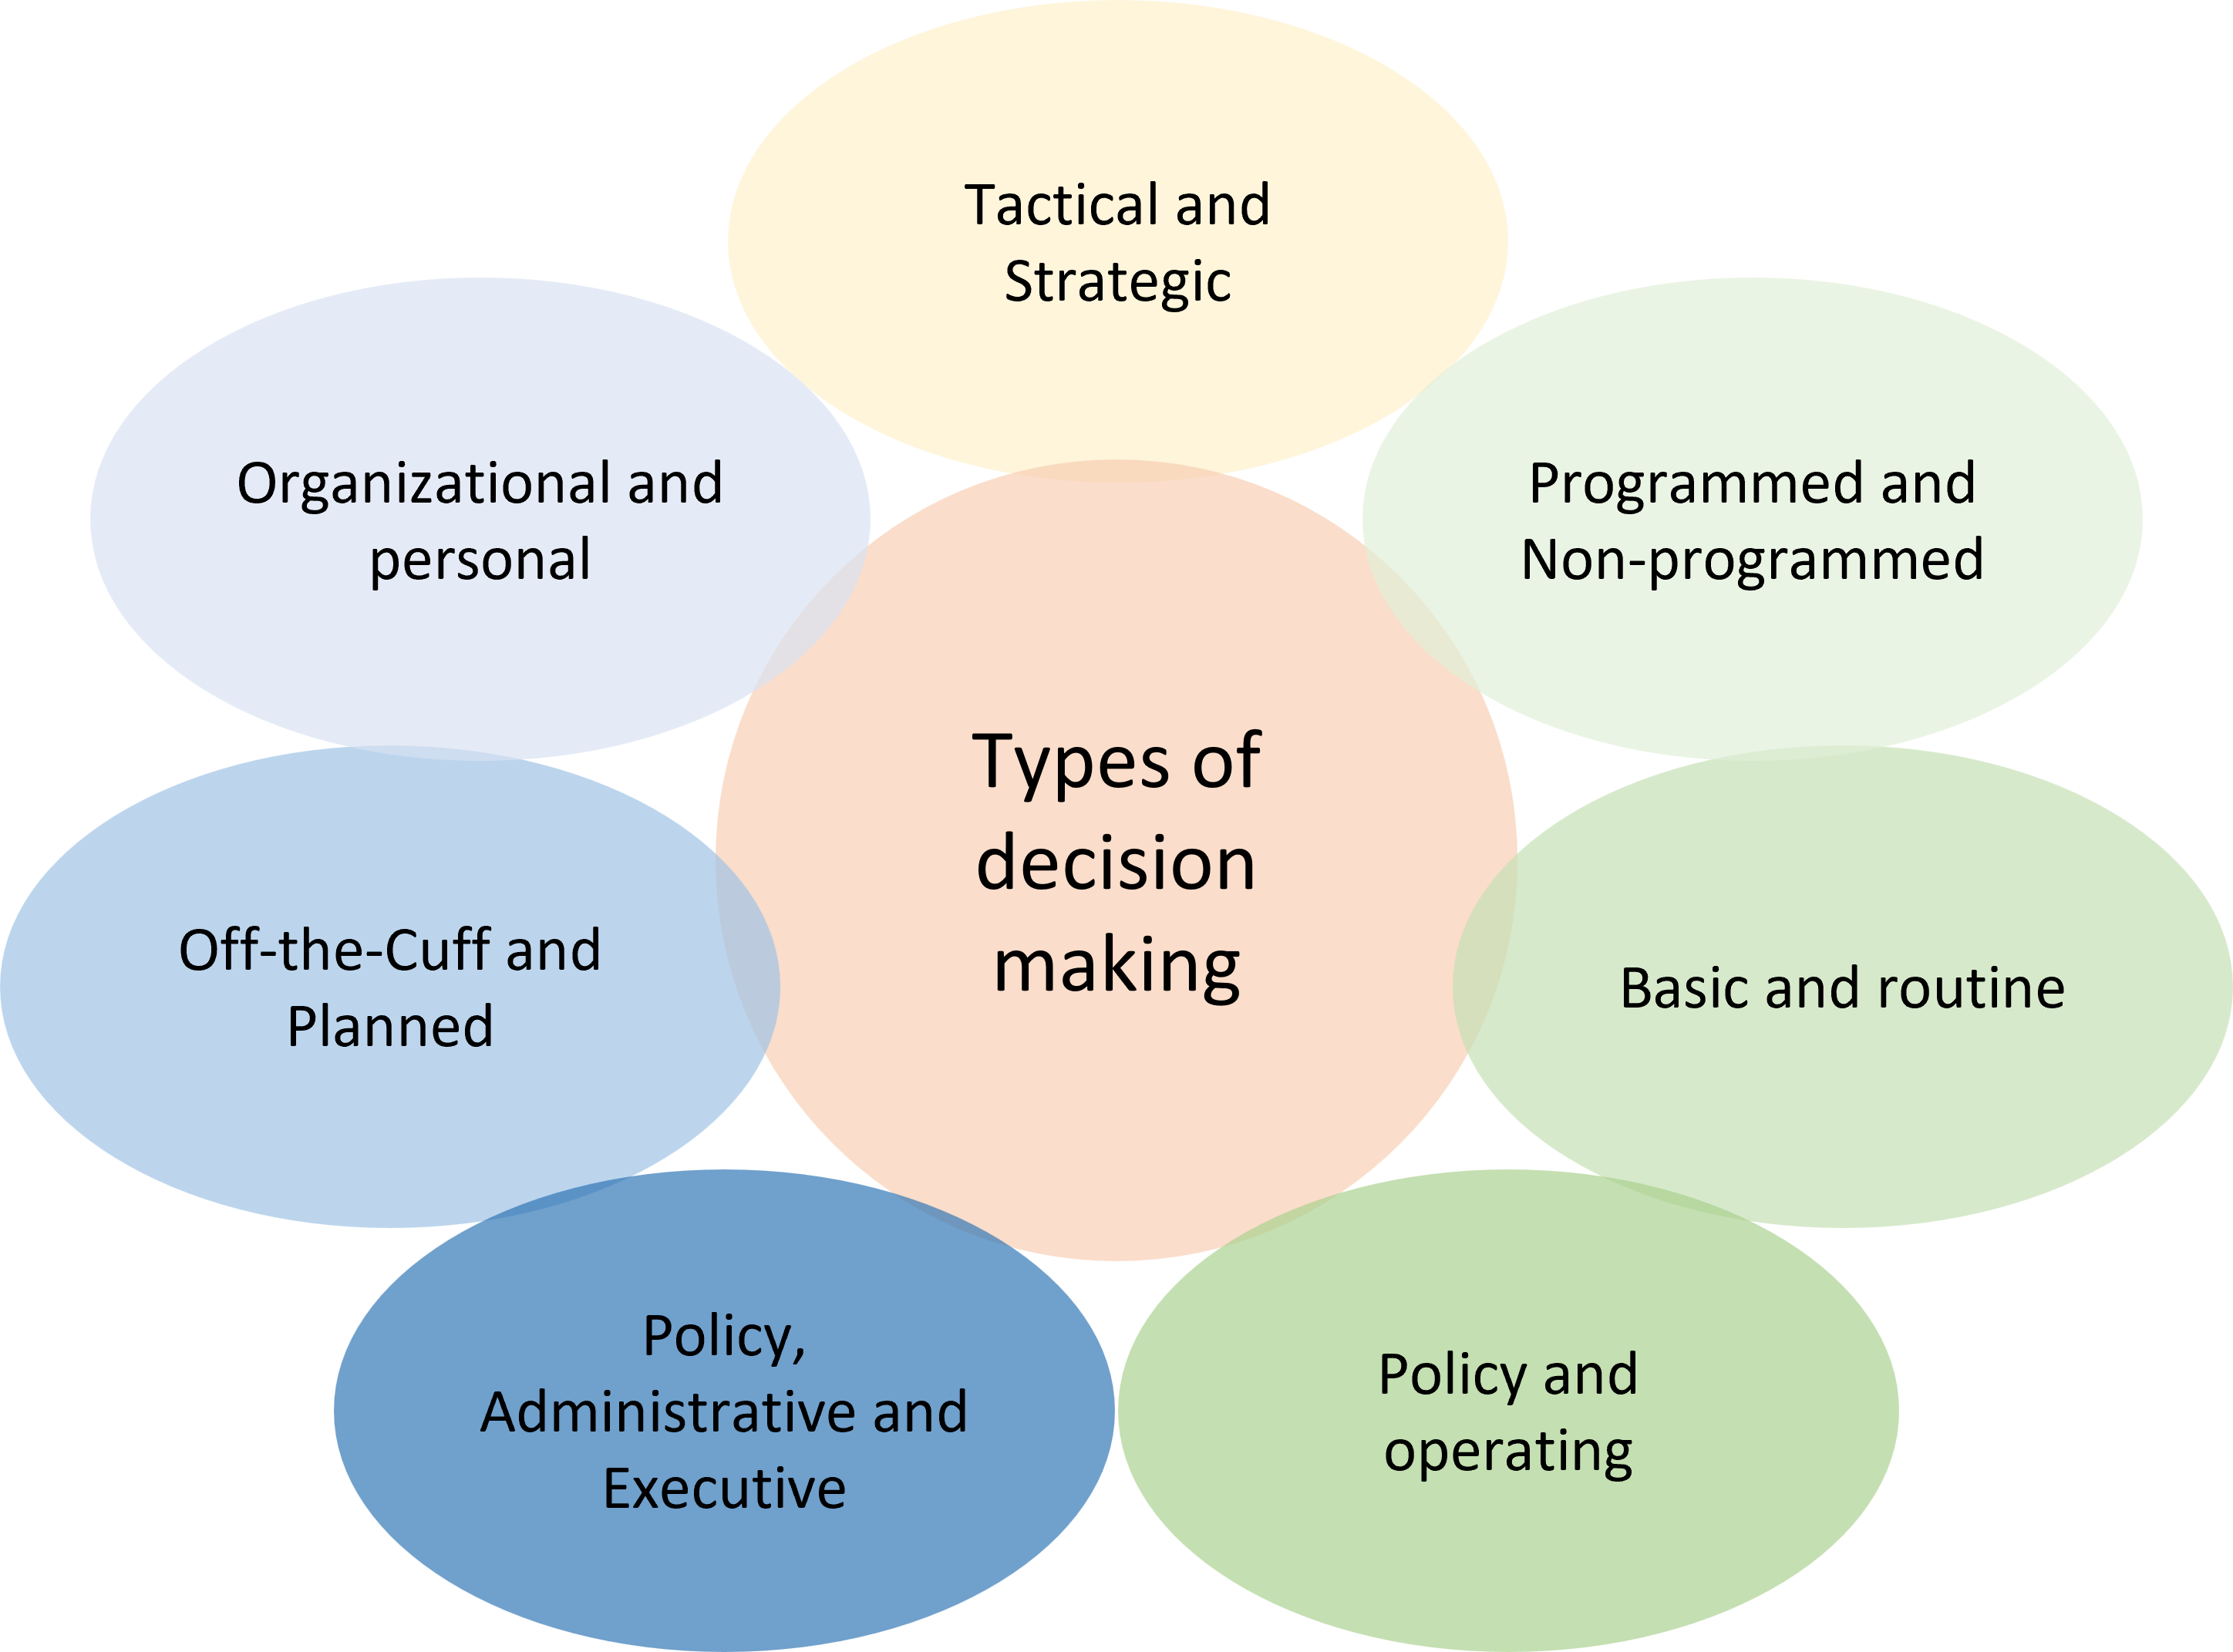 Tactical and
Strategic
Programmed and
Non-programmed
Basic and routine
Policy and
operating
Policy,
Administrative and
Executive
Off-the-Cuff and
Planned
Organizational and
personal
Types of
decision
making